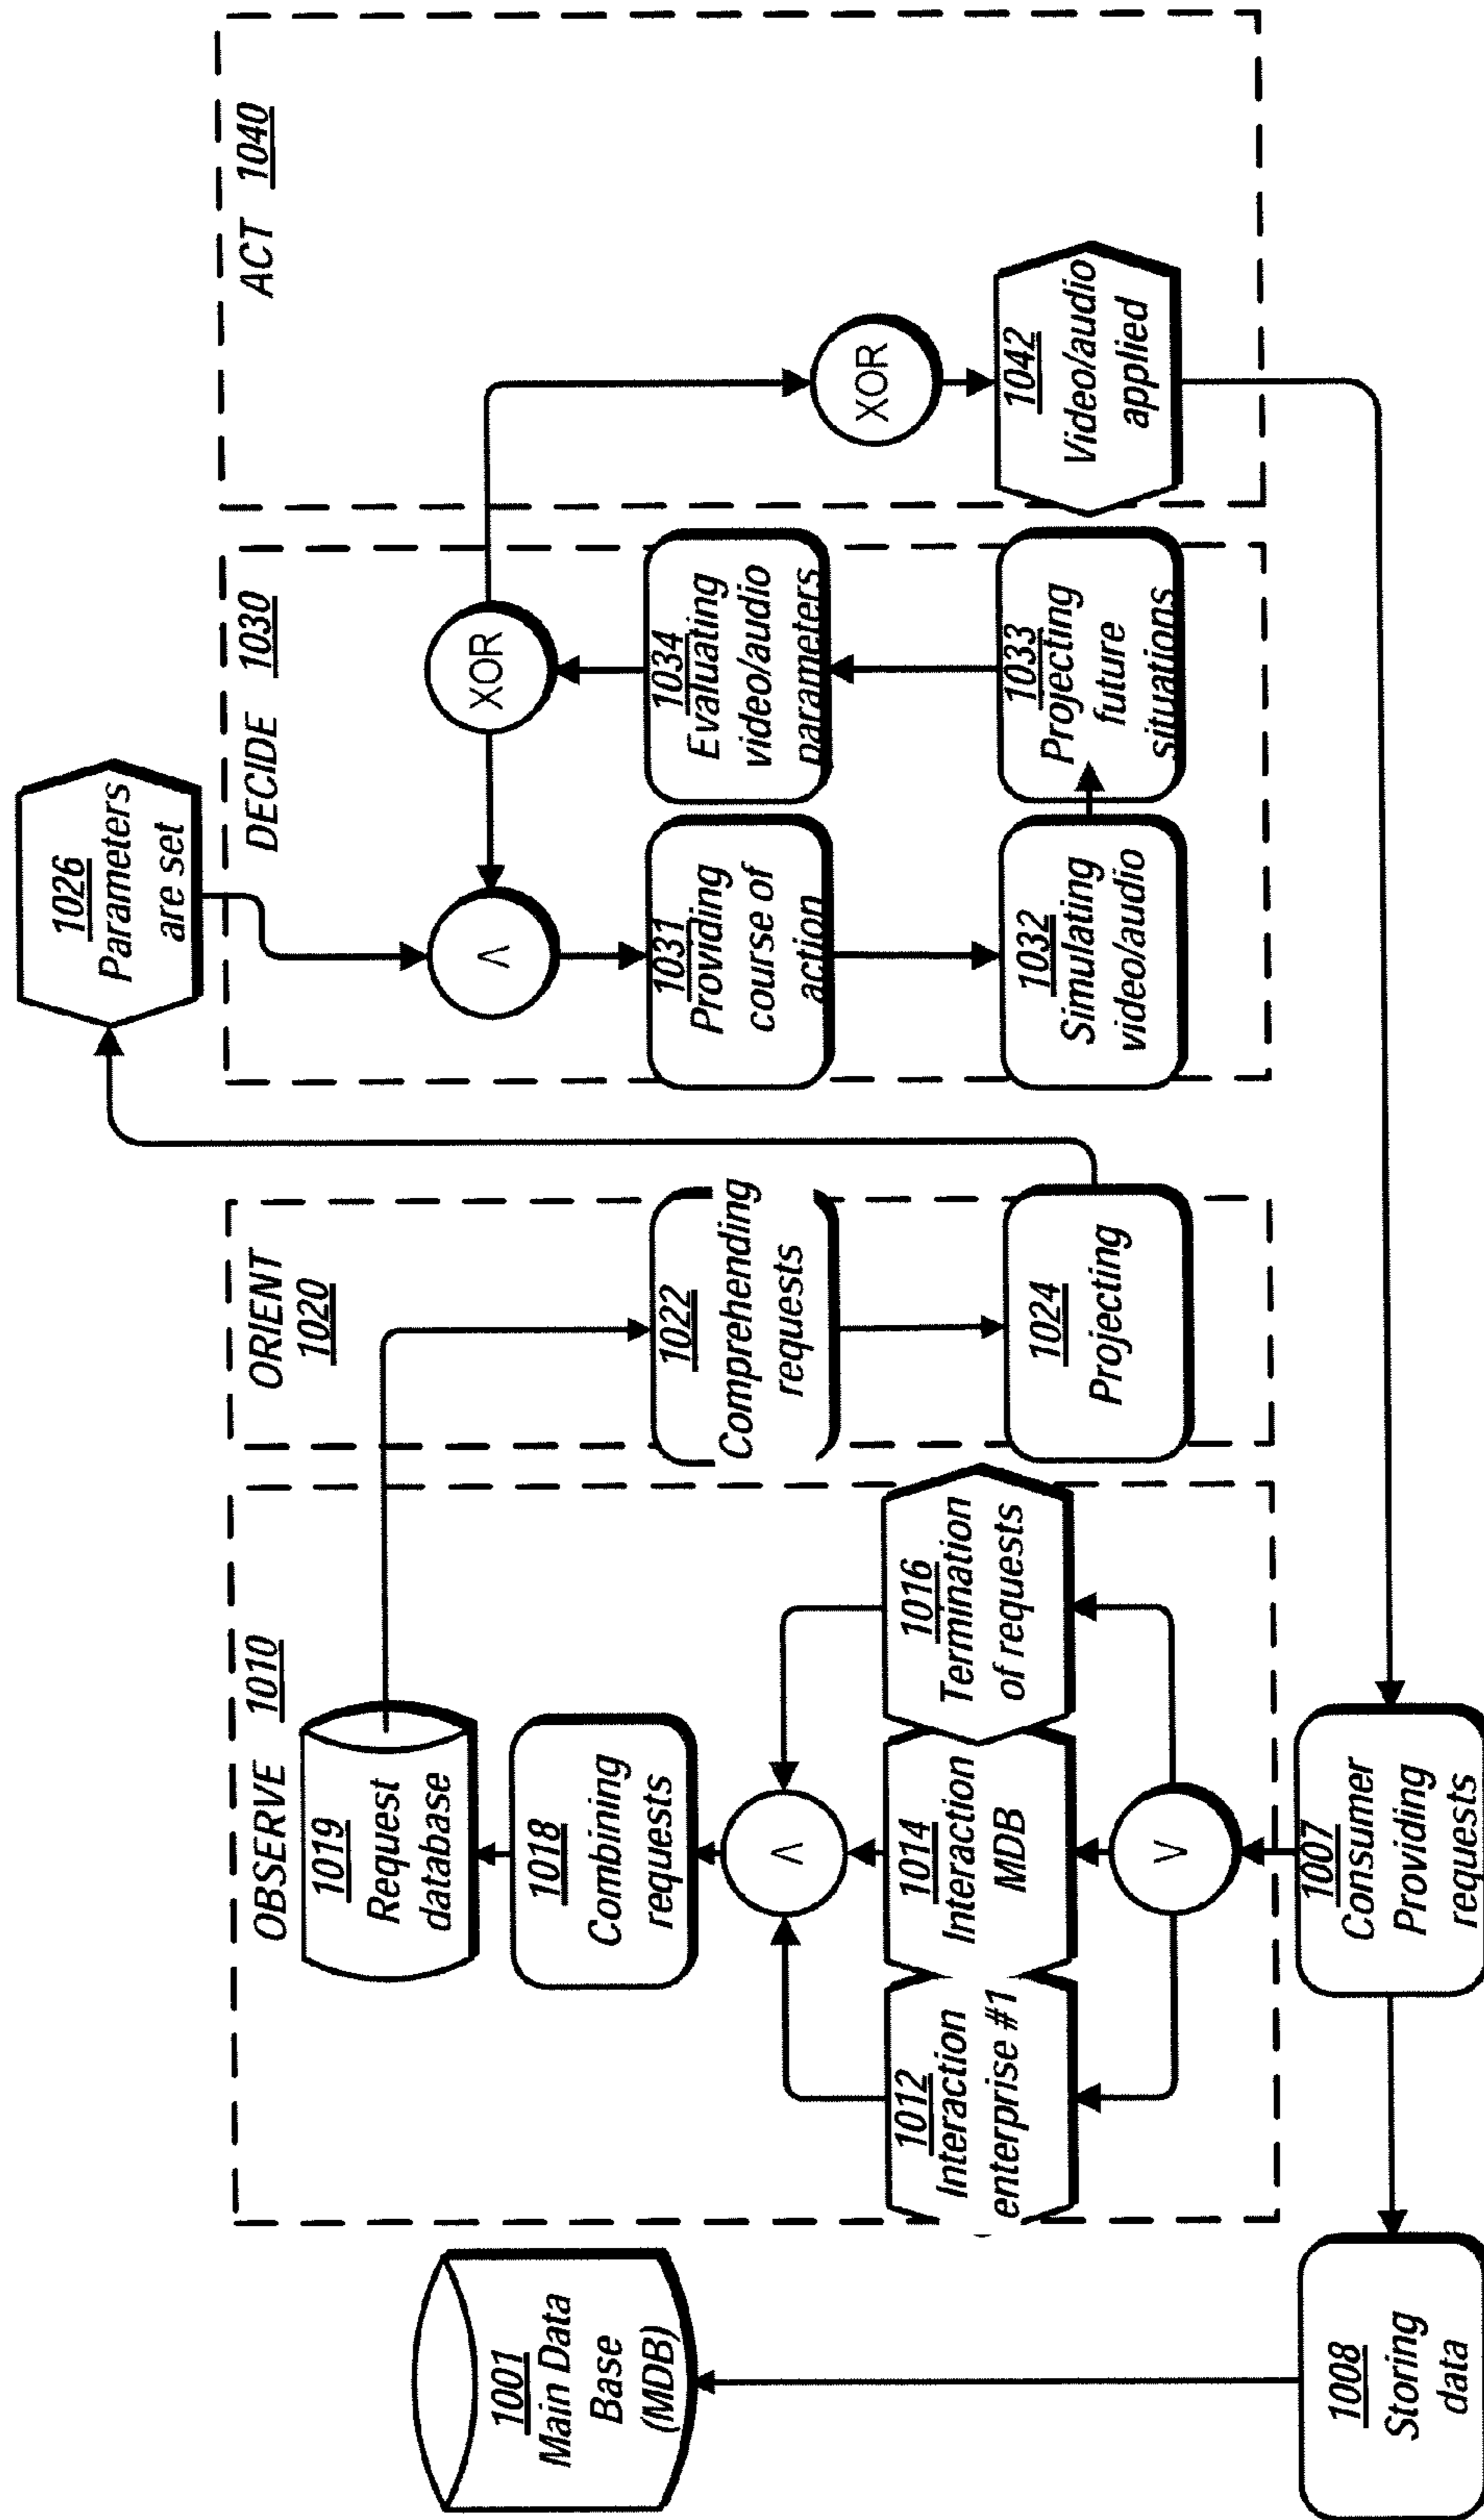 1001
Main Data
Base
(MDB)
1008
Storing
data
OBSERVE 1010
1019
Request
database
1018
Combining
requests
Λ
1012
Interaction
enterprise #1
1014
Interaction
MDB
1016
Termination
of requests
V
1007
Consumer
Providing
requests
ORIENT
1020
1022
Comprehending
requests
1024
Projecting
1026
Parameters
are set
DECIDE 1030
Λ
XOR
1031
Providing
course of
action
1034
Evaluating
video/audio
parameters
1032
Simulating
video/audio
1033
Projecting
future
situations
ACT 1040
XOR
1042
Video/audio
applied